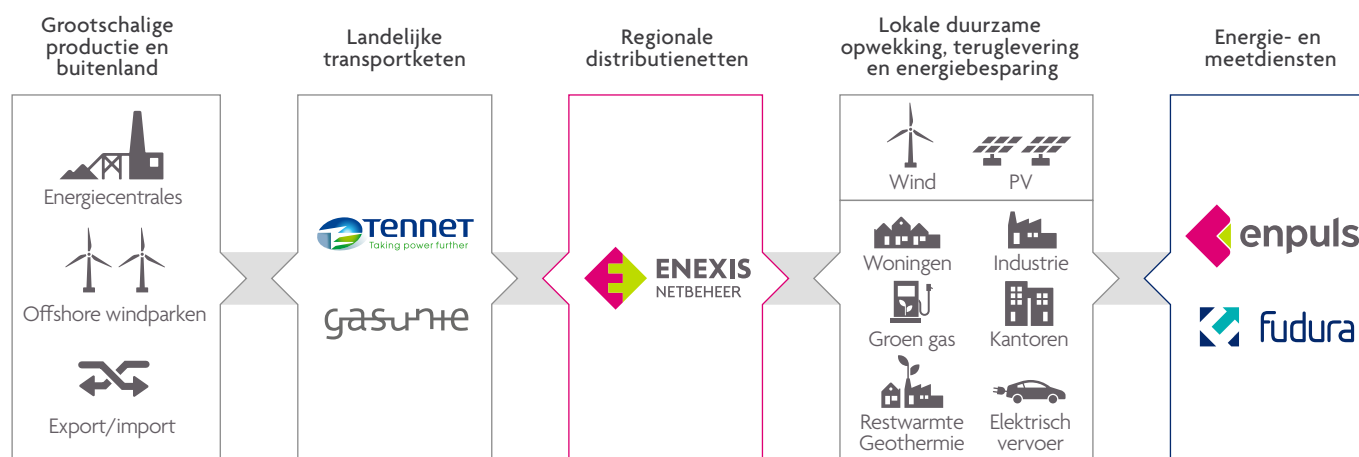 Grootschalige
productie en
buitenland
Energiecentrales
Offshore windparken
Export/import
Landelijke
transportketen
TENNET
Taking power further
gasunie
Regionale
distributienetten
ENEXIS
NETBEHEER
Lokale duurzame
opwekking, teruglevering
en energiebesparing
Wind
PV
Woningen
Industrie
Groen gas
Kantoren
Restwarmte
Geothermie
Elektrisch
vervoer
Energie- en
meetdiensten
enpuls
fudura